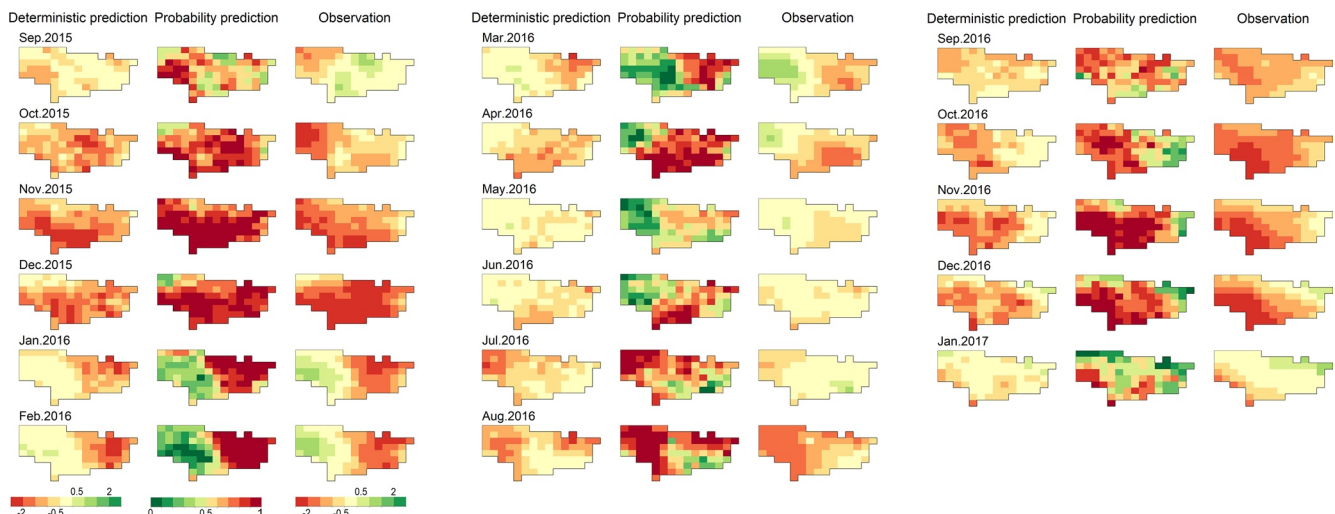 Deterministic prediction Probability prediction Observation
Sep.2015
Oct.2015
Nov.2015
Dec.2015
Jan.2016
Feb.2016
0.5 2
-2 -0.5
0 0.5 1
0.5 2
-2 -0.5
Deterministic prediction Probability prediction Observation
Mar.2016
Apr.2016
May.2016
Jun.2016
Jul.2016
Aug.2016
Deterministic prediction Probability prediction Observation
Sep.2016
Oct.2016
Nov.2016
Dec.2016
Jan.2017